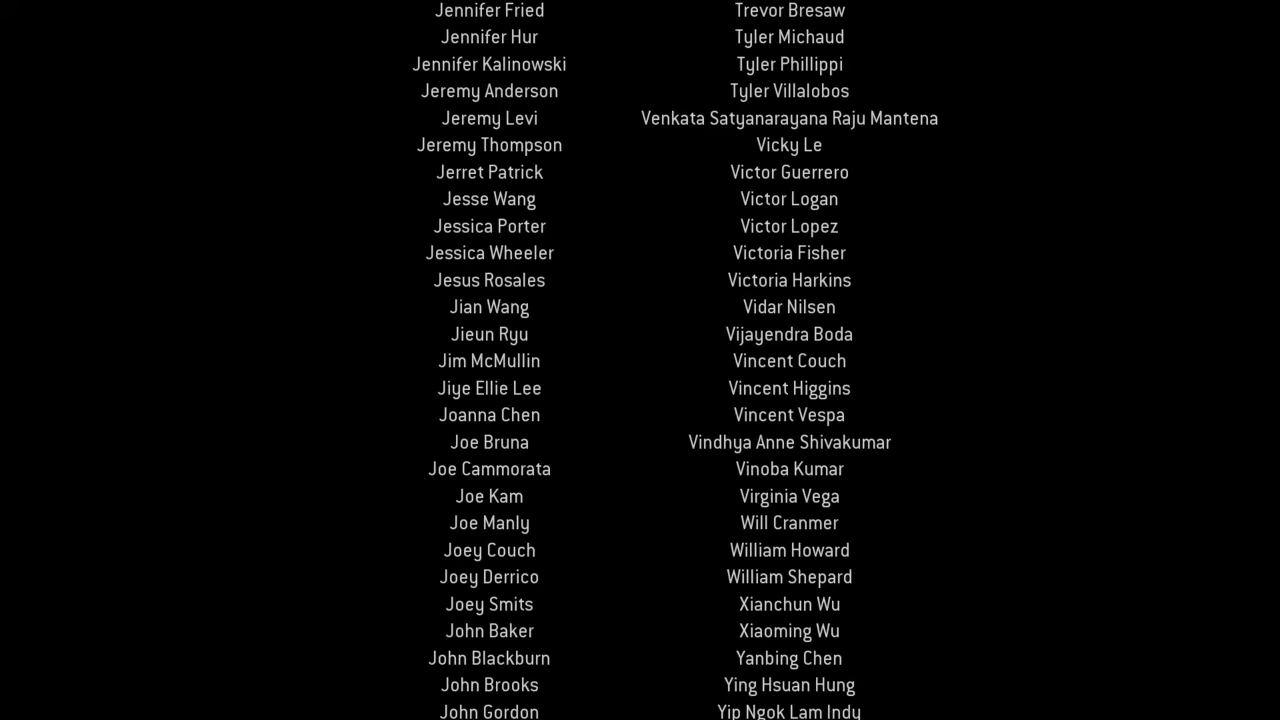 Jennifer Fried
Jennifer Hur
Jennifer Kalinowski
Jeremy Anderson
Jeremy Levi
Jeremy Thompson
Jerret Patrick
Jesse Wang
Jessica Porter
Jessica Wheeler
Jesus Rosales
Jian Wang
Jieun Ryu
Jim McMullin
Jiye Ellie Lee
Joanna Chen
Joe Bruna
Joe Cammorata
Joe Kam
Joe Manly
Joey Couch
Joey Derrico
Joey Smits
John Baker
John Blackburn
John Brooks
John Gordon
Trevor Bresaw
Tyler Michaud
Tyler Phillippi
Tyler Villalobos
Venkata Satyanarayana Raju Mantena
Vicky Le
Victor Guerrero
Victor Logan
Victor Lopez
Victoria Fisher
Victoria Harkins
Vidar Nilsen
Vijayendra Boda
Vincent Couch
Vincent Higgins
Vincent Vespa
Vindhya Anne Shivakumar
Vinoba Kumar
Virginia Vega
Will Cranmer
William Howard
William Shepard
Xianchun Wu
Xiaoming Wu
Yanbing Chen
Ying Hsuan Hung
Yip Ngok Lam Indy